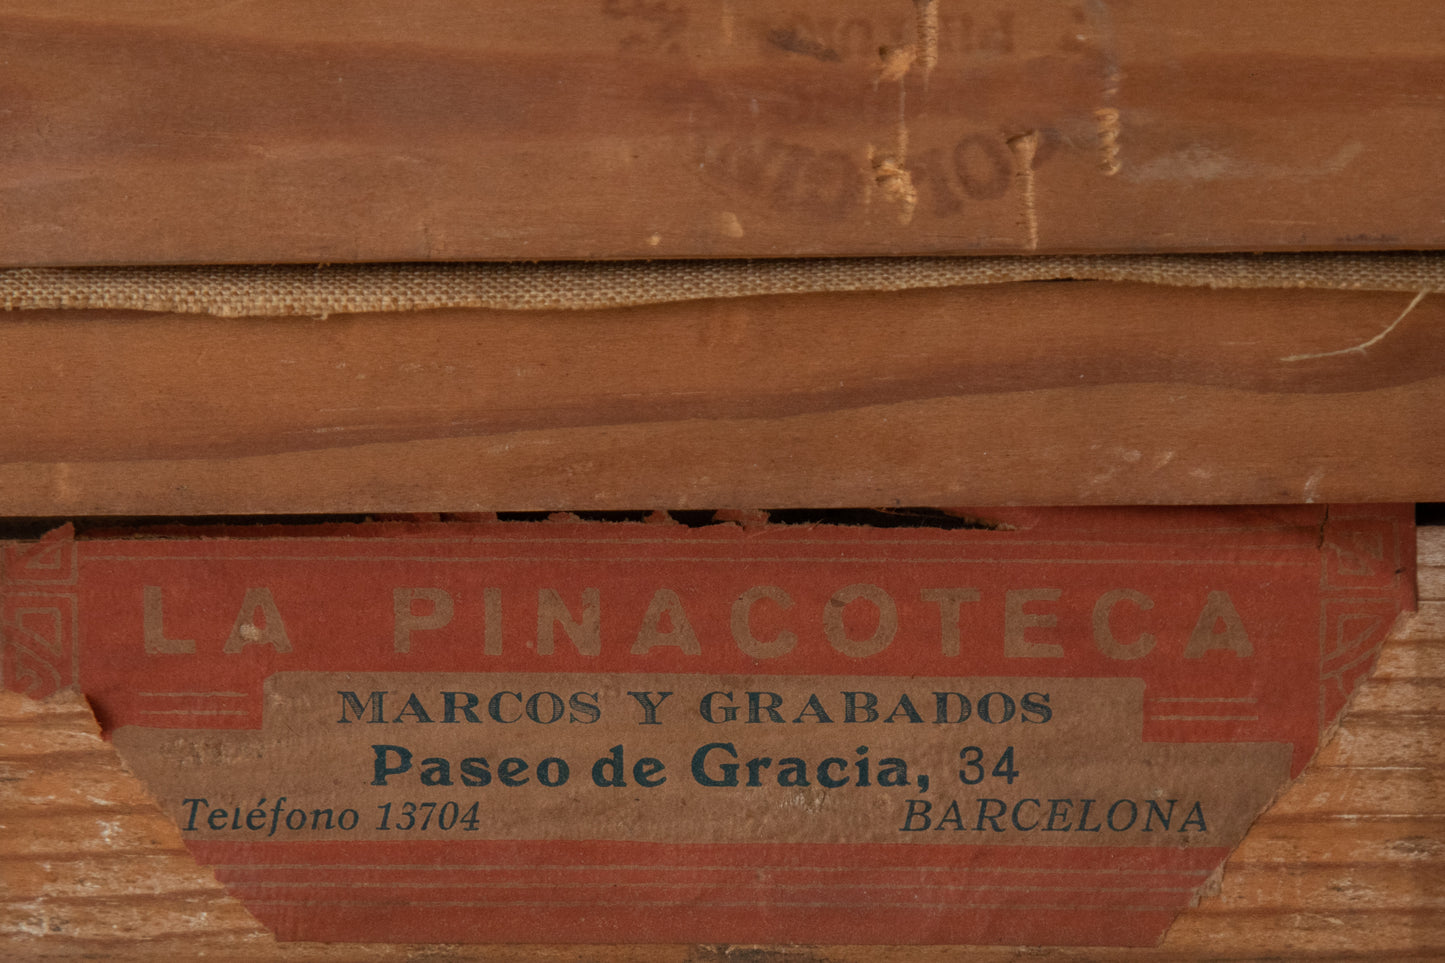 LA PINACOTECA
MARCOS Y GRABADOS
Paseo de Gracia, 34
Teléfono 13704 BARCELONA